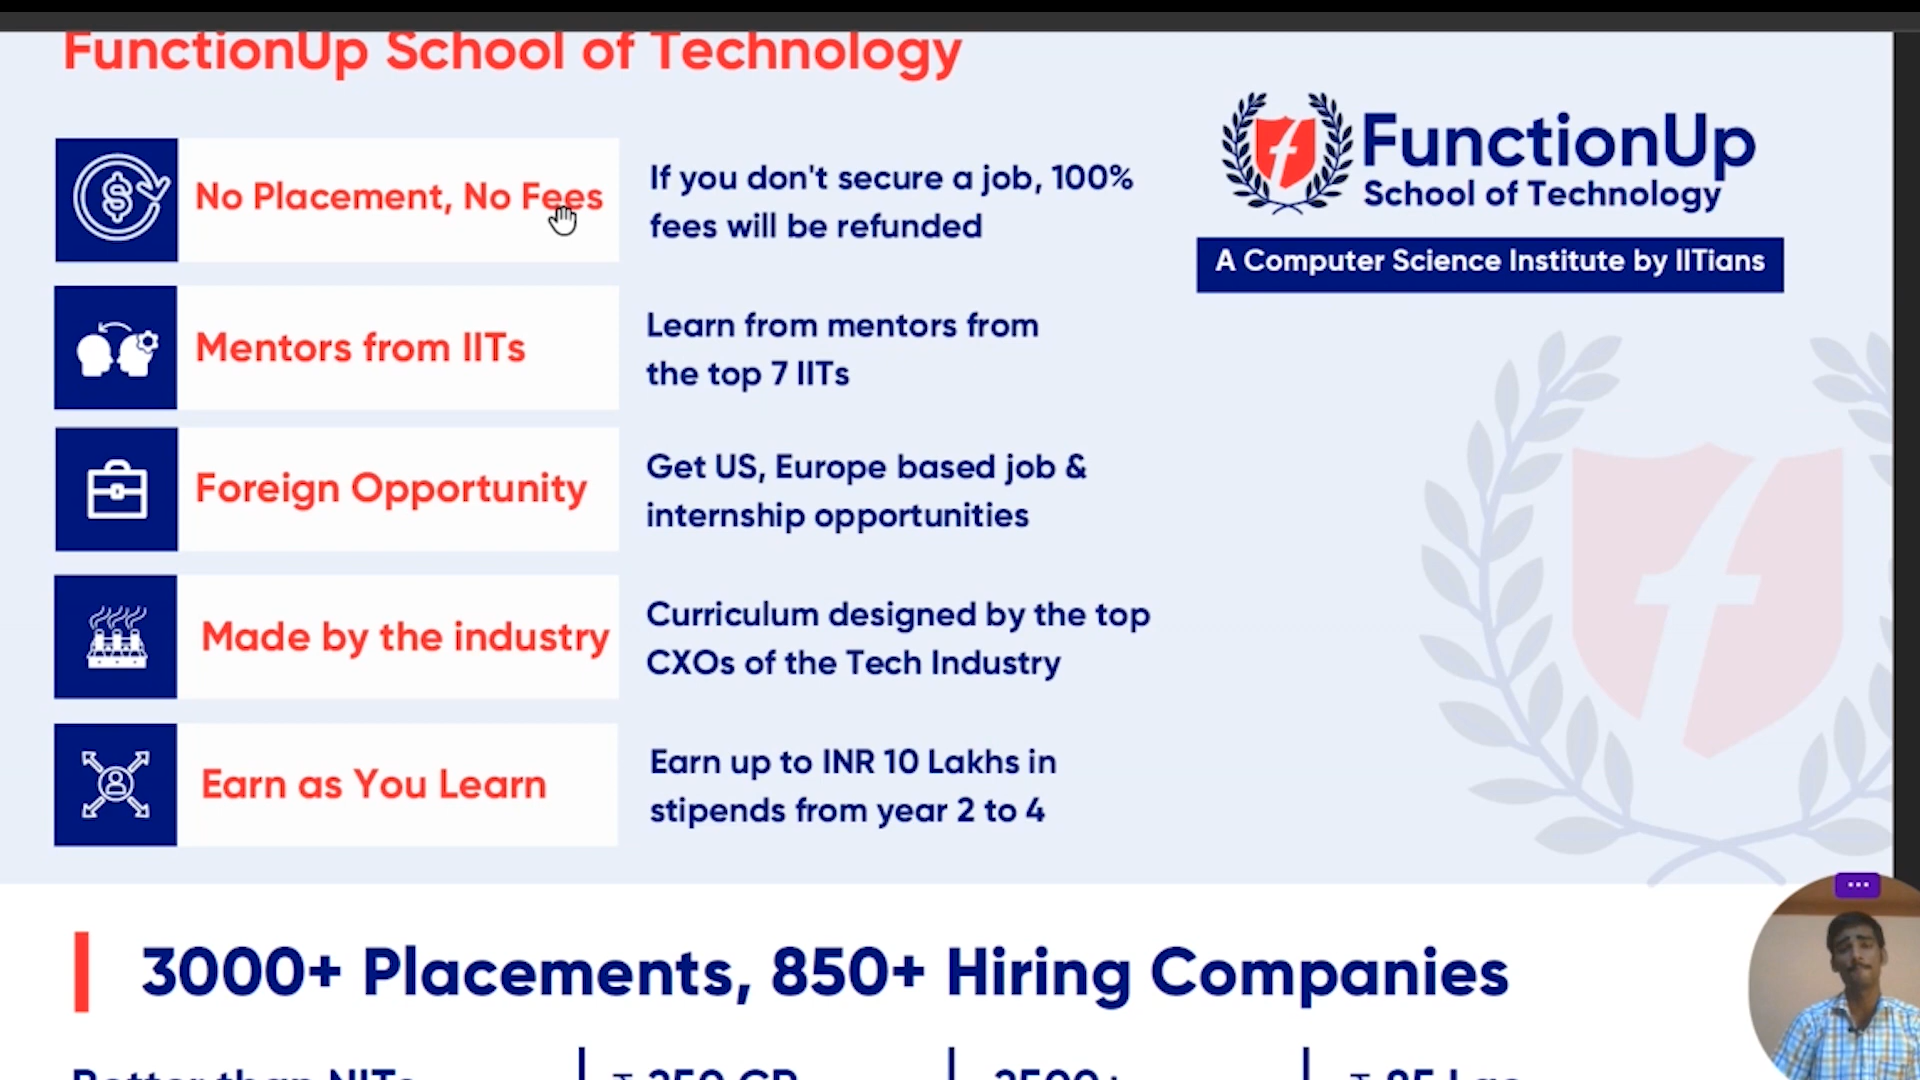 FunctionUp School of Technology
No Placement, No Fees
If you don't secure a job, 100%
fees will be refunded
FunctionUp
School of Technology
A Computer Science Institute by IITians
Mentors from IITs
Learn from mentors from
the top 7 IITs
Foreign Opportunity
Get US, Europe based job &
internship opportunities
Made by the industry
Curriculum designed by the top
CXOs of the Tech Industry
Earn as You Learn
Earn up to INR 10 Lakhs in
stipends from year 2 to 4
3000+ Placements, 850+ Hiring Companies
Better than NITs